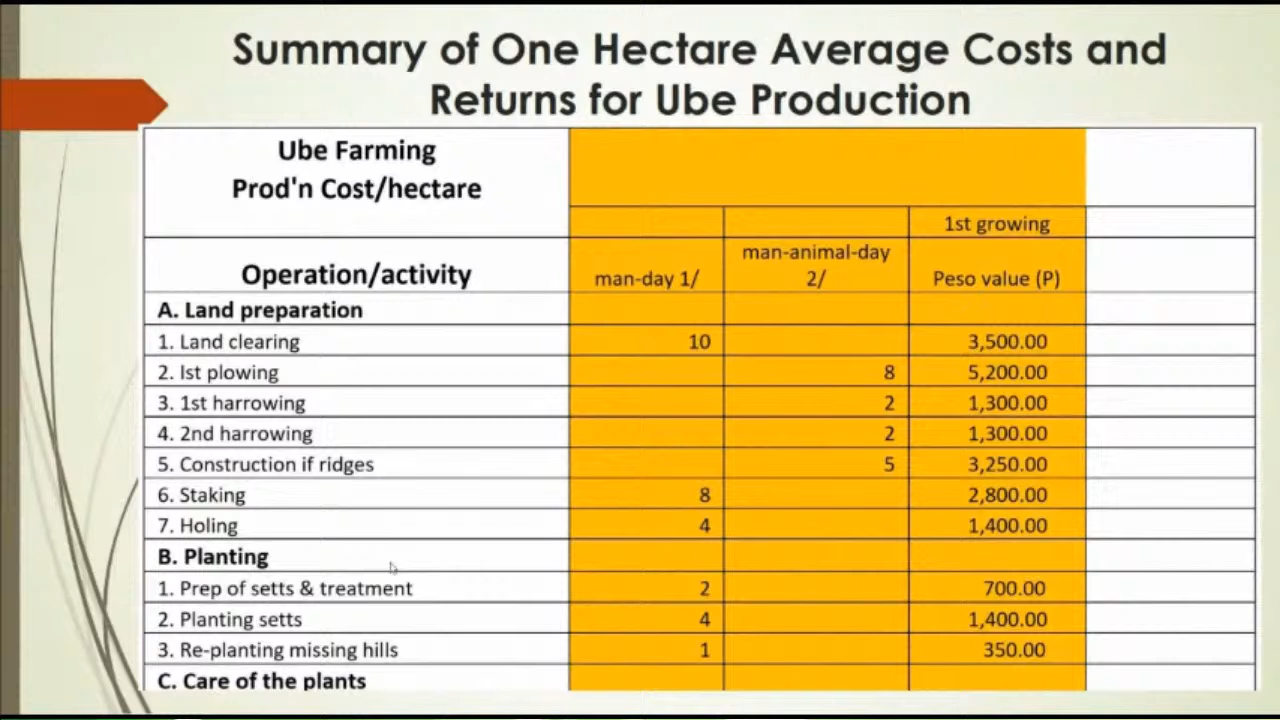 Summary of One Hectare Average Costs and
Returns for Ube Production
Ube Farming
Prod'n Cost/hectare
1st growing
Operation/activity man-day 1/ man-animal-day 2/ Peso value (P)
A. Land preparation
1. Land clearing 10 3,500.00
2. Ist plowing 8 5,200.00
3. 1st harrowing 2 1,300.00
4. 2nd harrowing 2 1,300.00
5. Construction if ridges 5 3,250.00
6. Staking 8 2,800.00
7. Holing 4 1,400.00
B. Planting
1. Prep of setts & treatment 2 700.00
2. Planting setts 4 1,400.00
3. Re-planting missing hills 1 350.00
C. Care of the plants